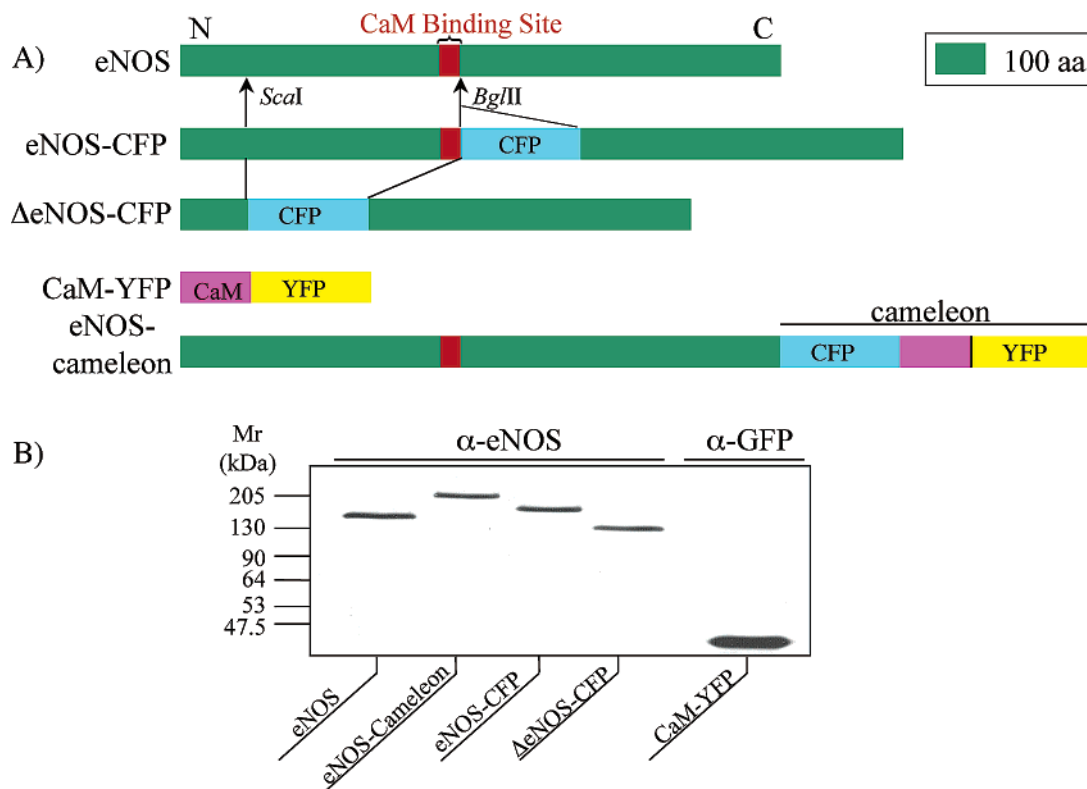 A)
N
CaM Binding Site
C
eNOS
100 aa
ScaI
BglII
eNOS-CFP
CFP
ΔeNOS-CFP
CFP
CaM-YFP
CaM
YFP
eNOS-
cameleon
cameleon
CFP
YFP
B)
Mr
(kDa)
α-eNOS
α-GFP
205
130
90
64
53
47.5
eNOS
eNOS-Cameleon
eNOS-CFP
ΔeNOS-CFP
CaM-YFP